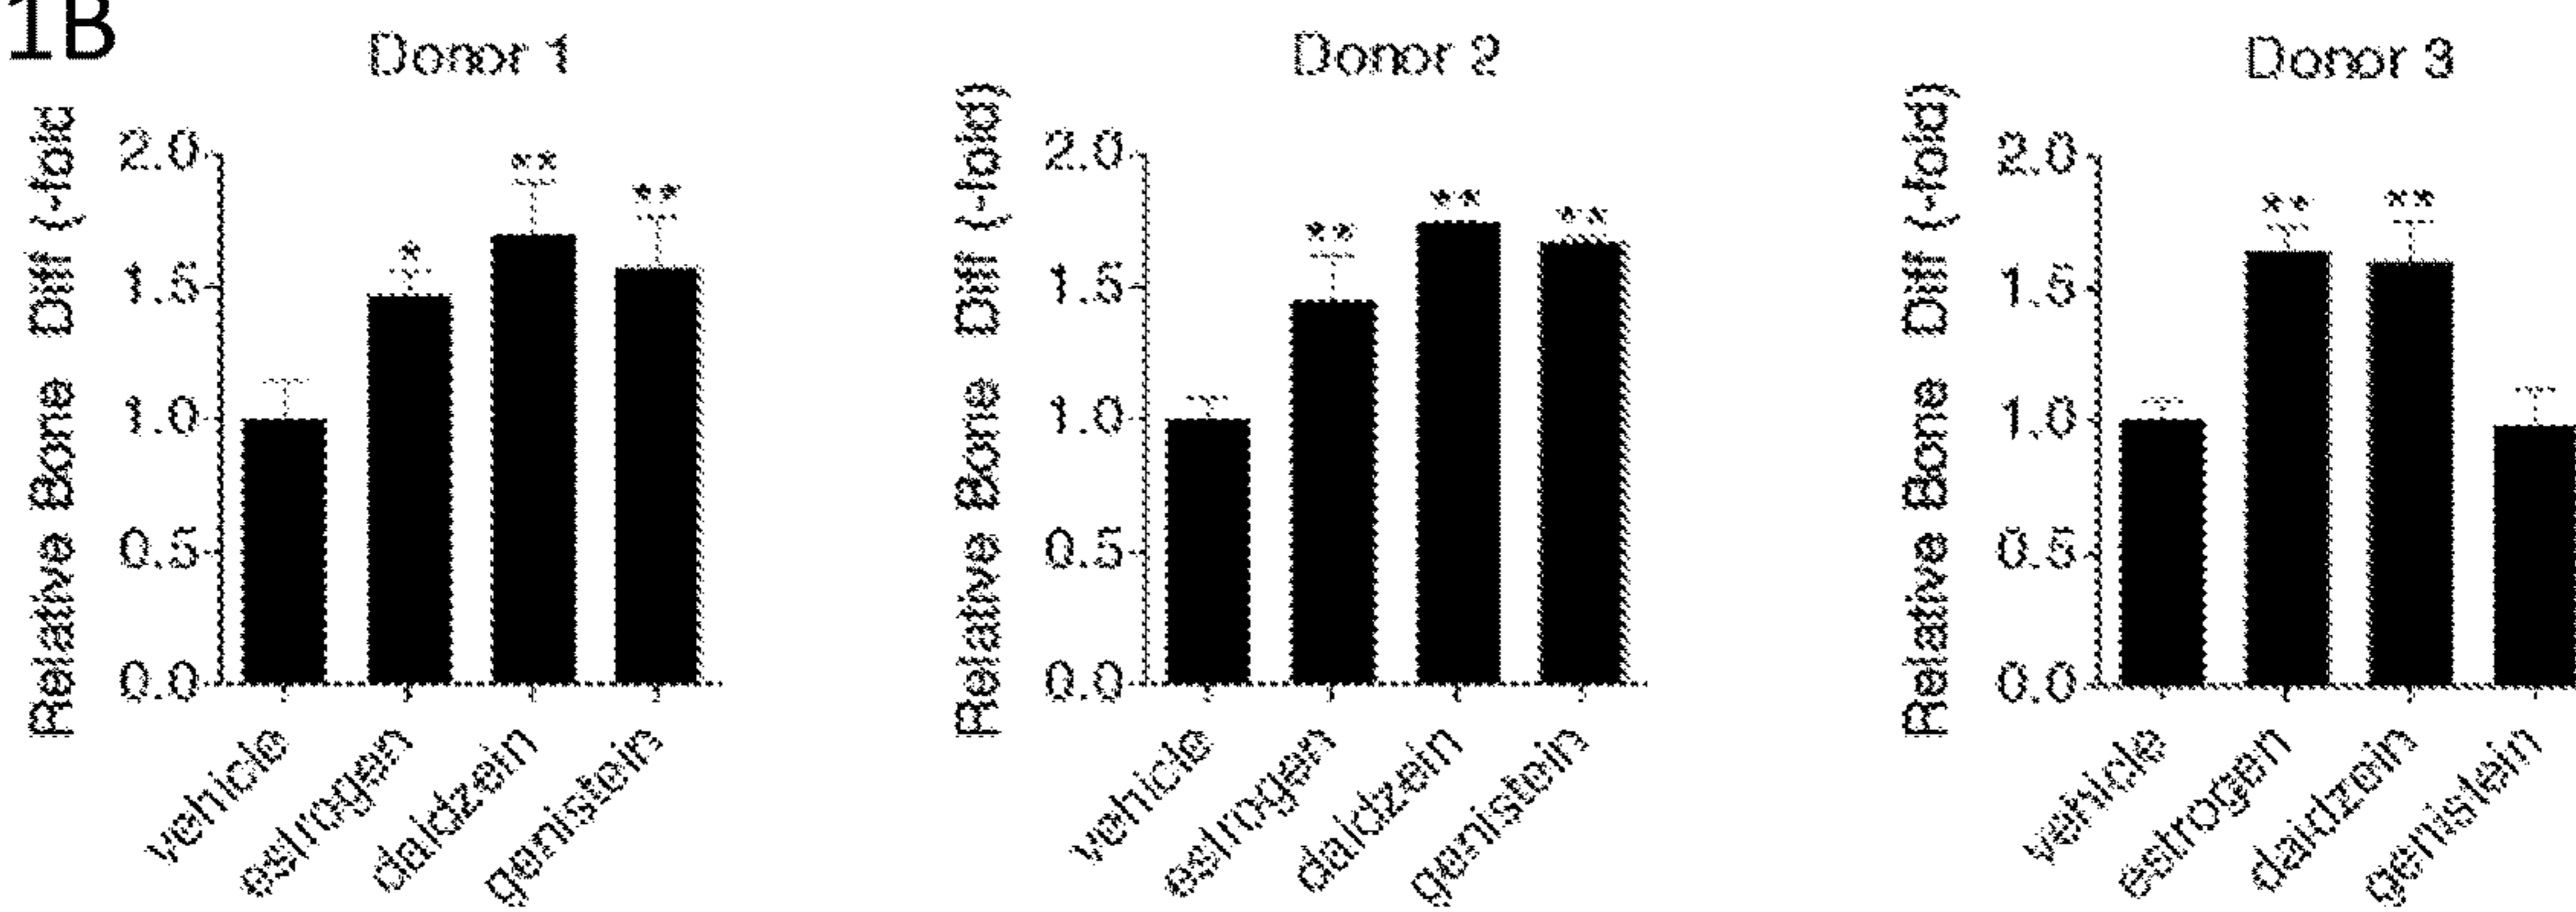 1B
Donor 1
Relative Bone Diff (-fold
2.0
1.5
1.0
0.5
0.0
*
**
**
vehicle
estrogen
daidzein
genistein
Donor 2
Relative Bone Diff (-fold)
2.0
1.5
1.0
0.5
0.0
**
**
**
vehicle
estrogen
daidzein
genistein
Donor 3
Relative Bone Diff (-fold)
2.0
1.5
1.0
0.5
0.0
**
**
vehicle
estrogen
daidzein
genistein